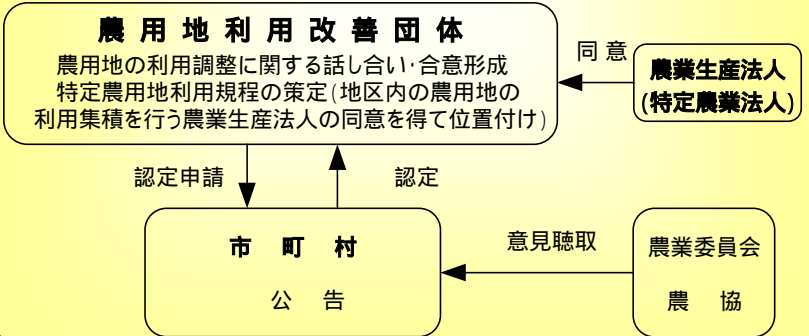 農用地利用改善団体
農用地の利用調整に関する話し合い･合意形成
特定農用地利用規程の策定(地区内の農用地の
利用集積を行う農業生産法人の同意を得て位置付け)
同意
農業生産法人
(特定農業法人)
認定申請
認定
市町村
公告
意見聴取
農業委員会
農協